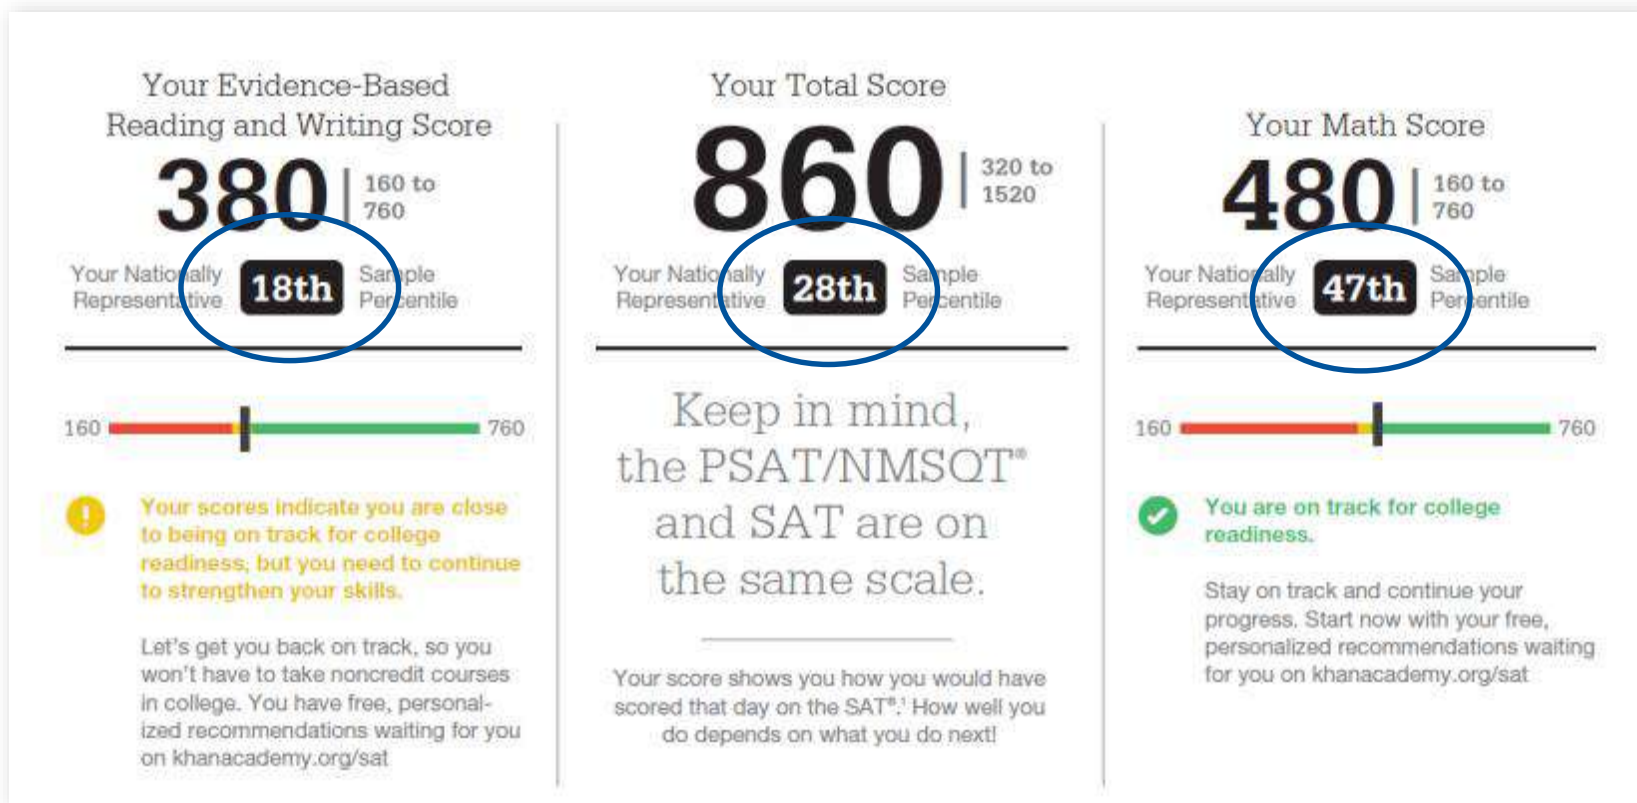 Your Evidence-Based
Reading and Writing Score
380
160 to
760
Your Nationally
Representative
18th
Sample
Percentile
160
760
Your scores indicate you are close
to being on track for college
readiness, but you need to continue
to strengthen your skills.
Let's get you back on track, so you
won't have to take noncredit courses
in college. You have free, personal-
ized recommendations waiting for you
on khanacademy.org/sat
Your Total Score
860
320 to
1520
Your Nationally
Representative
28th
Sample
Percentile
Keep in mind,
the PSAT/NMSQT®
and SAT are on
the same scale.
Your score shows you how you would have
scored that day on the SAT®.¹ How well you
do depends on what you do next!
Your Math Score
480
160 to
760
Your Nationally
Representative
47th
Sample
Percentile
160
760
You are on track for college
readiness.
Stay on track and continue your
progress. Start now with your free,
personalized recommendations waiting
for you on khanacademy.org/sat